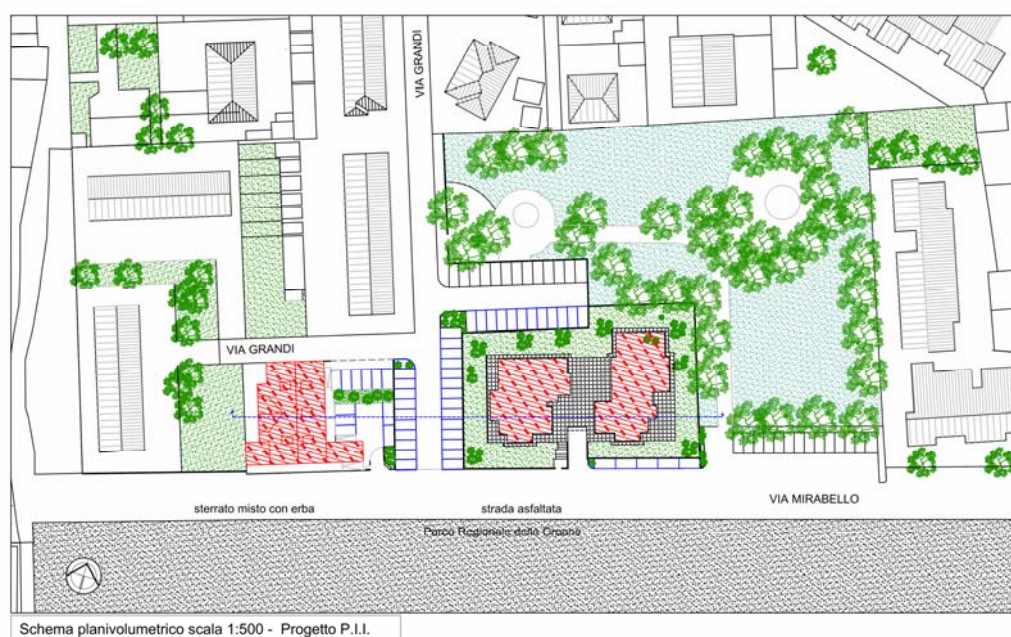 VIA GRANDI
VIA GRANDI
VIA MIRABELLO
sterrato misto con erba
strada asfaltata
Parco Regionale delle Groane
Schema planivolumetrico scala 1:500 - Progetto P.I.I.